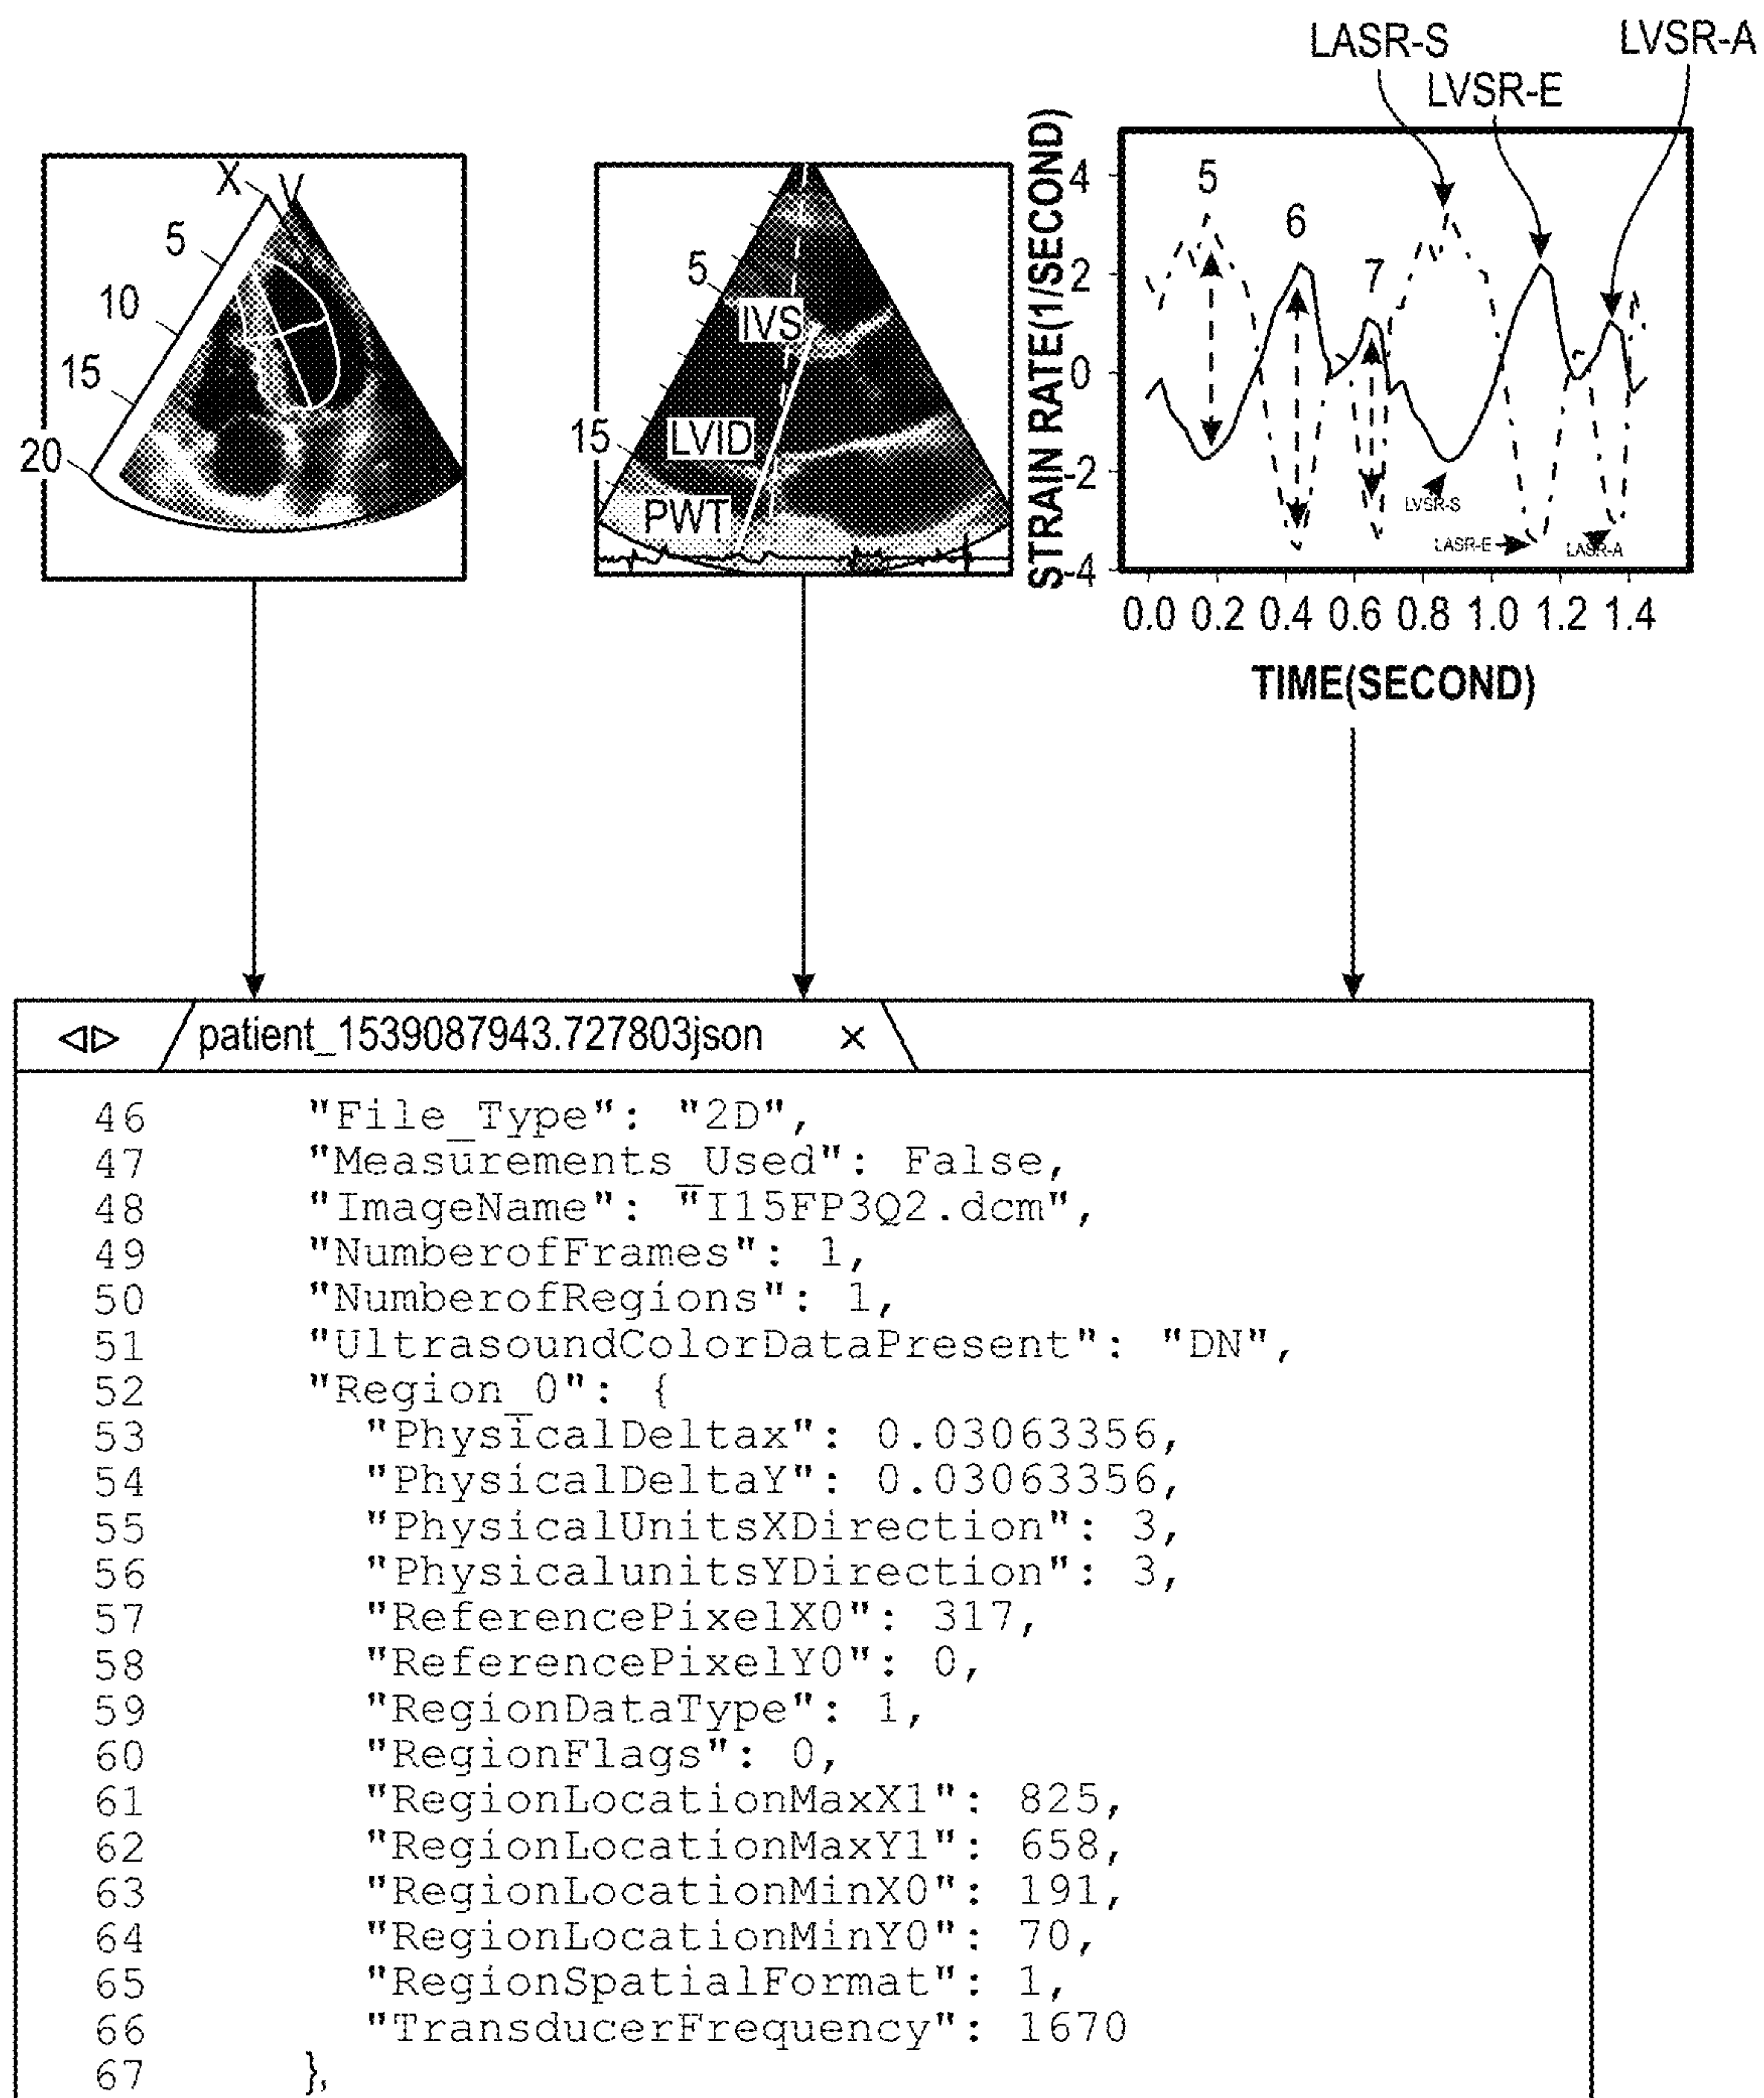 LASR-S
LVSR-A
LVSR-E
X
V
5
10
15
20
5
15
IVS
LVID
PWT
STRAIN RATE(1/SECOND)
4
2
0
-2
-4
5
6
7
LVSR-S
LASR-E
LASR-A
0.0 0.2 0.4 0.6 0.8 1.0 1.2 1.4
TIME(SECOND)
patient_1539087943.727803json ×
46 "File_Type": "2D",
47 "Measurements_Used": False,
48 "ImageName": "I15FP3Q2.dcm",
49 "NumberofFrames": 1,
50 "NumberofRegions": 1,
51 "UltrasoundColorDataPresent": "DN",
52 "Region_0": {
53 "PhysicalDeltax": 0.03063356,
54 "PhysicalDeltaY": 0.03063356,
55 "PhysicalUnitsXDirection": 3,
56 "PhysicalunitsYDirection": 3,
57 "ReferencePixelX0": 317,
58 "ReferencePixelY0": 0,
59 "RegionDataType": 1,
60 "RegionFlags": 0,
61 "RegionLocationMaxX1": 825,
62 "RegionLocationMaxY1": 658,
63 "RegionLocationMinX0": 191,
64 "RegionLocationMinY0": 70,
65 "RegionSpatialFormat": 1,
66 "TransducerFrequency": 1670
67 },